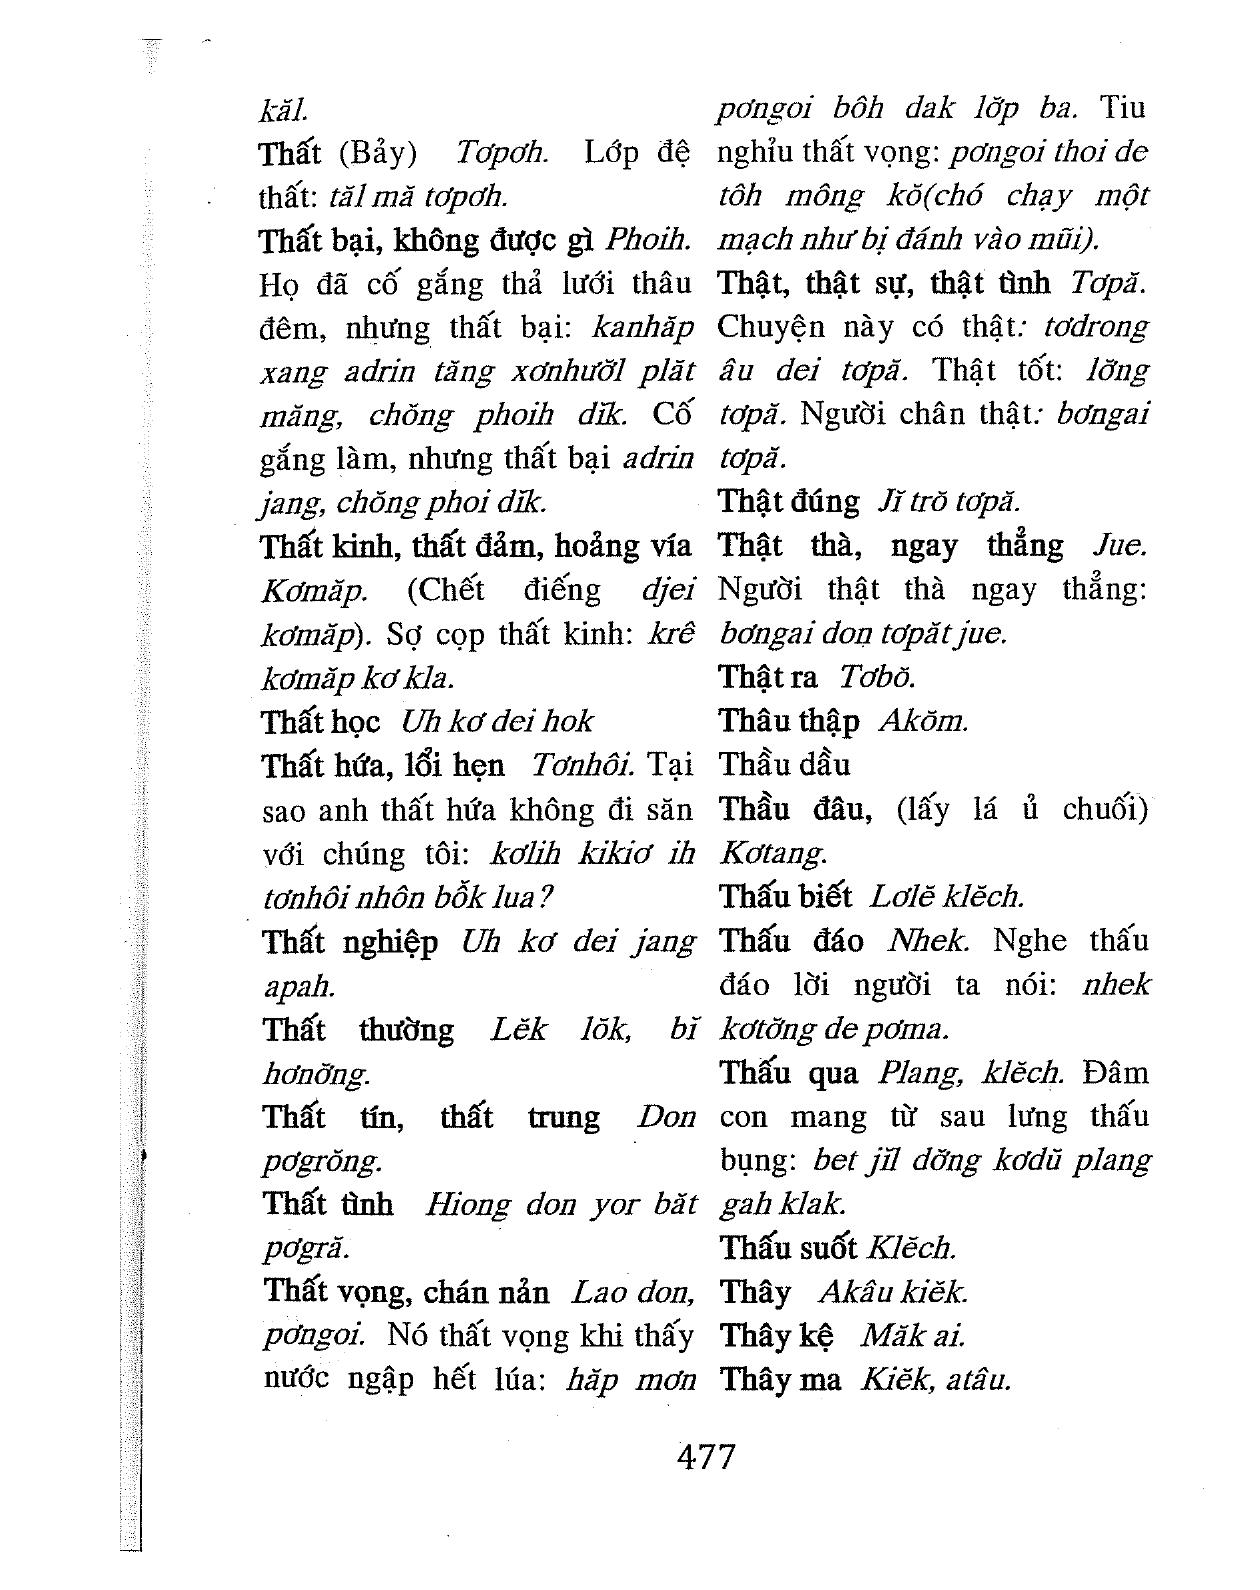 kăl.
Thất (Bảy) Tơpơh. Lớp đệ
thất: tăl mă tơpơh.
Thất bại, không được gì Phoih.
Họ đã cố gắng thả lưới thâu
đêm, nhưng thất bại: kanhăp
xang adrin tăng xơnhươ̆l plăt
măng, chŏng phoih dĭk. Cố
gắng làm, nhưng thất bại adrin
jang, chŏng phoi dĭk.
Thất kinh, thất đảm, hoảng vía
Kơmăp. (Chết điếng djei
kơmăp). Sợ cọp thất kinh: krê
kơmăp kơ kla.
Thất học Uh kơ dei hok
Thất hứa, lổi hẹn Tơnhôi. Tại
sao anh thất hứa không đi săn
với chúng tôi: kơlih kikiơ ih
tơnhôi nhôn bô̆k lua ?
Thất nghiệp Uh kơ dei jang
apah.
Thất thường Lĕk lŏk, bĭ
hơnơ̆ng.
Thất tín, thất trung Don
pơgrŏng.
Thất tình Hiong don yor băt
pơgră.
Thất vọng, chán nản Lao don,
pơngoi. Nó thất vọng khi thấy
nước ngập hết lúa: hăp mơn
pơngoi bôh dak lơ̆p ba. Tiu
nghỉu thất vọng: pơngoi thoi de
tôh mông kŏ(chó chạy một
mạch như bị đánh vào mũi).
Thật, thật sự, thật tình Tơpă.
Chuyện này có thật: tơdrong
âu dei tơpă. Thật tốt: lơ̆ng
tơpă. Người chân thật: bơngai
tơpă.
Thật đúng Jĭ trŏ tơpă.
Thật thà, ngay thẳng Jue.
Người thật thà ngay thẳng:
bơngai don tơpăt jue.
Thật ra Tơbŏ.
Thâu thập Akŏm.
Thầu dầu
Thẩu đâu, (lấy lá ủ chuối)
Kơtang.
Thấu biết Lơlĕ klĕch.
Thấu đáo Nhek. Nghe thấu
đáo lời người ta nói: nhek
kơtơ̆ng de pơma.
Thấu qua Plang, klĕch. Đâm
con mang từ sau lưng thấu
bụng: bet jĭl dơ̆ng kơdŭ plang
gah klak.
Thấu suốt Klĕch.
Thây Akâu kiĕk.
Thây kệ Măk ai.
Thây ma Kiĕk, atâu.
477